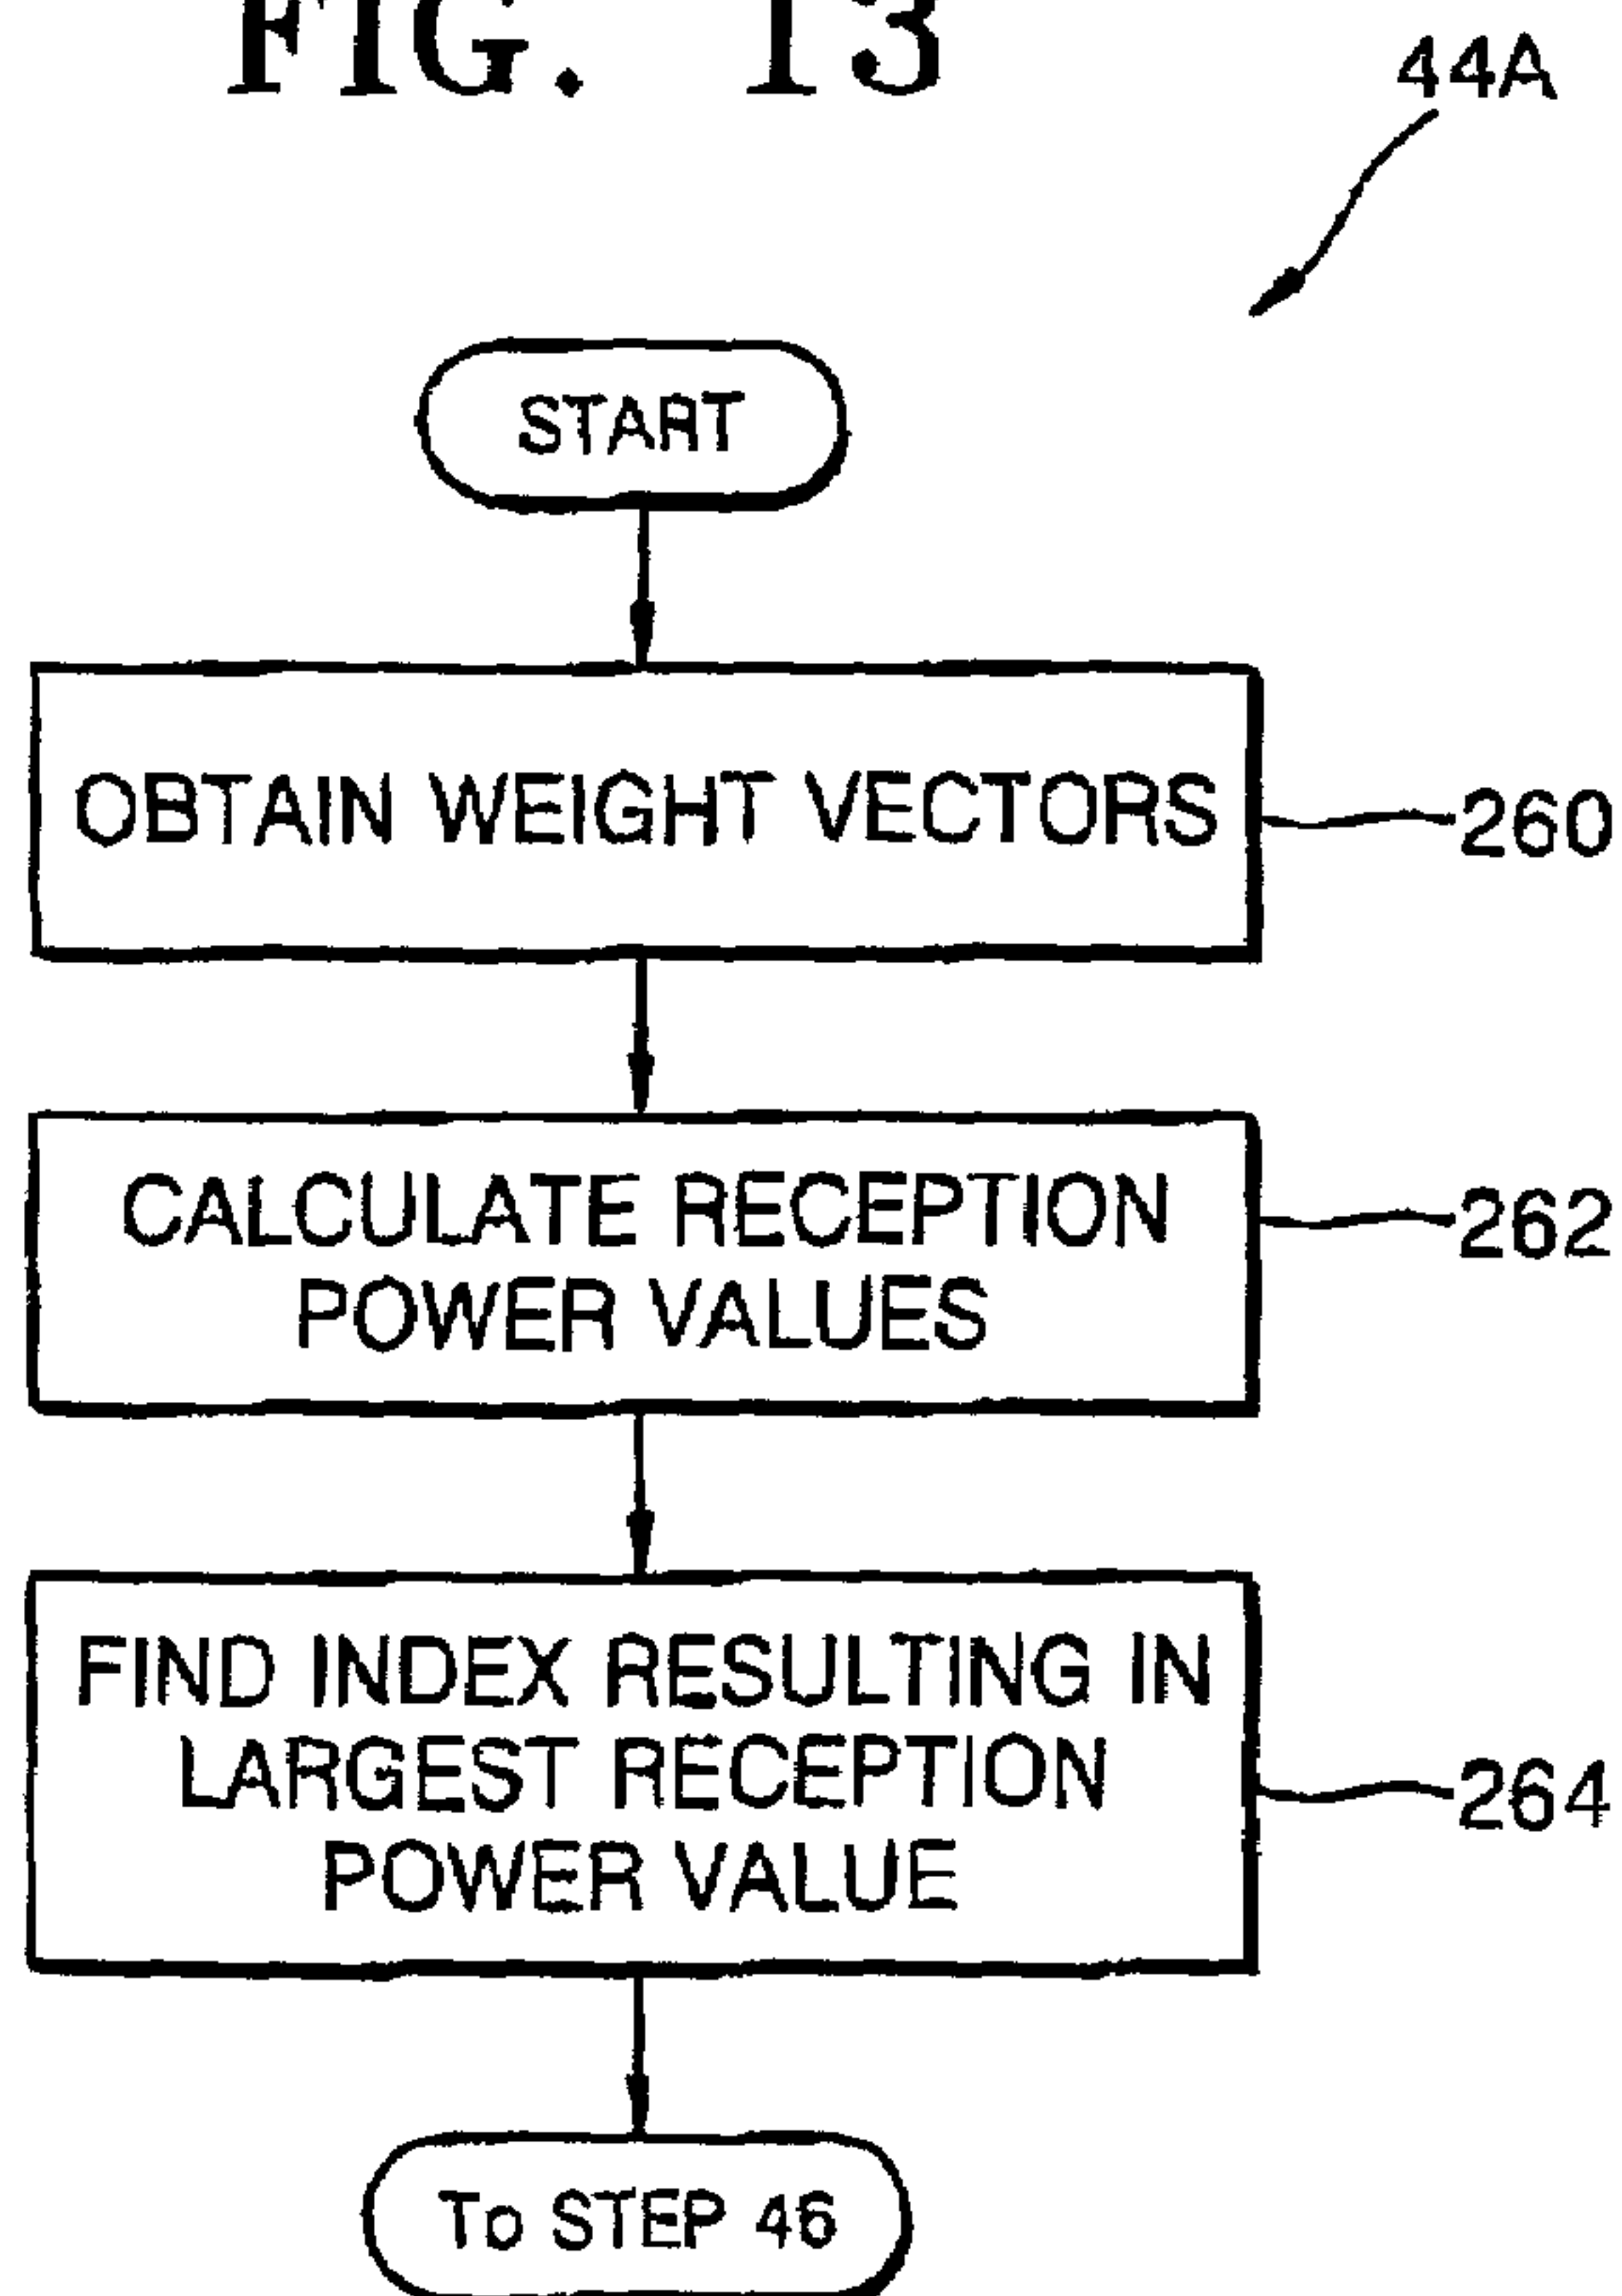 FIG. 13
44A
START
OBTAIN WEIGHT VECTORS
260
CALCULATE RECEPTION
POWER VALUES
262
FIND INDEX RESULTING IN
LARGEST RECEPTION
POWER VALUE
264
To STEP 46